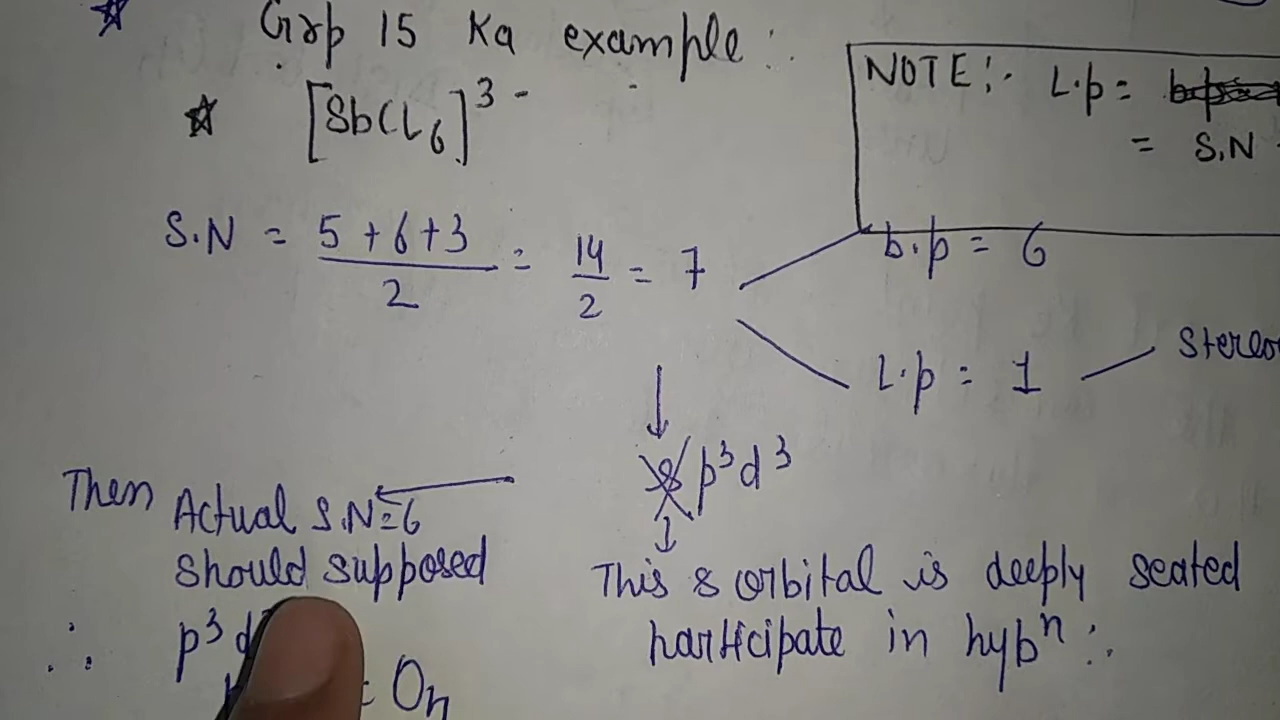 Grp 15 Ka example :.
[SbCl6]3-
NOTE :- L.p =
= S.N
S.N = 5+6+3/2 = 14/2 = 7
b.p = 6
L.p = 1
Stereo
s p3d3
Then Actual S.N=6
should supposed
This s orbital is deeply seated
participate in hybn :.
∴ p3d
= Oh